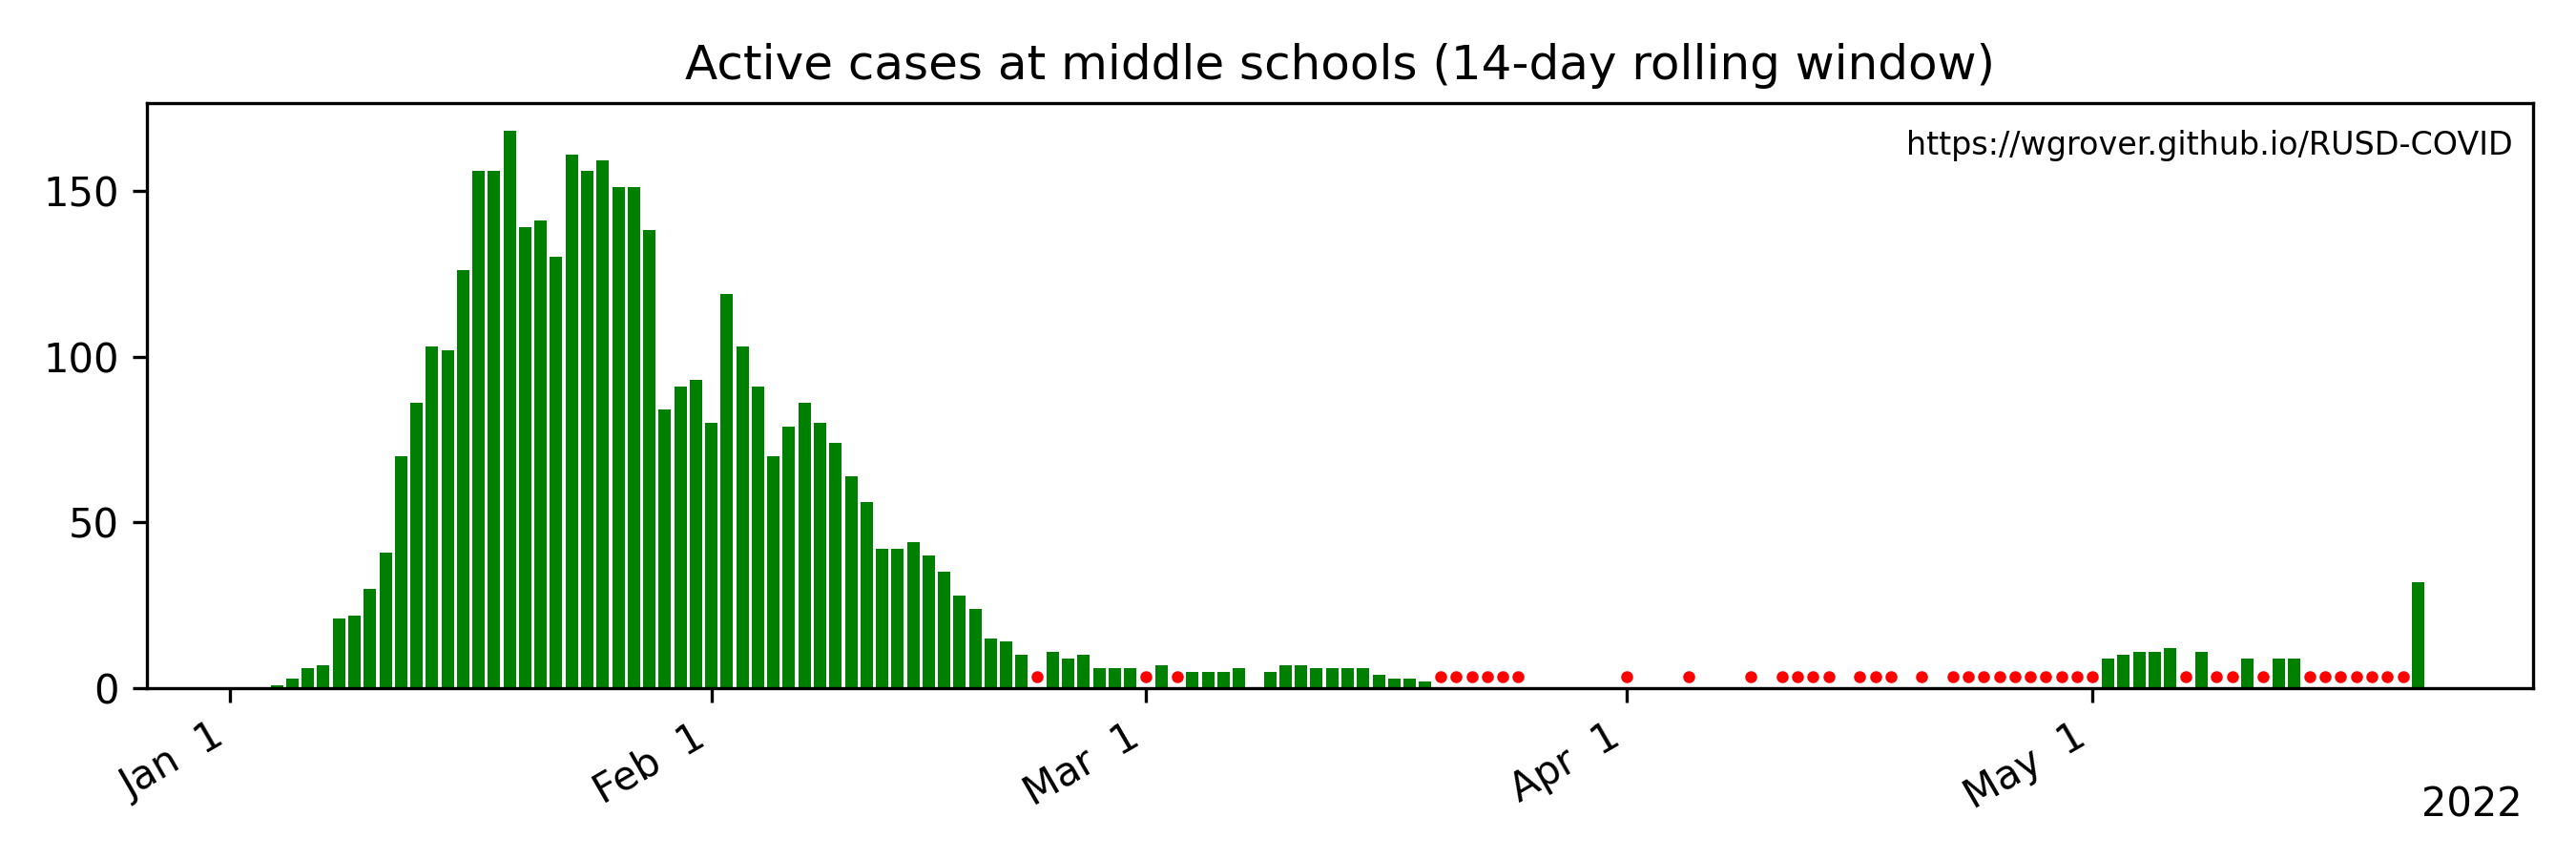 Active cases at middle schools (14-day rolling window)
https://wgrover.github.io/RUSD-COVID
150
100
50
0
Jan 1
Feb 1
Mar 1
Apr 1
May 1
2022